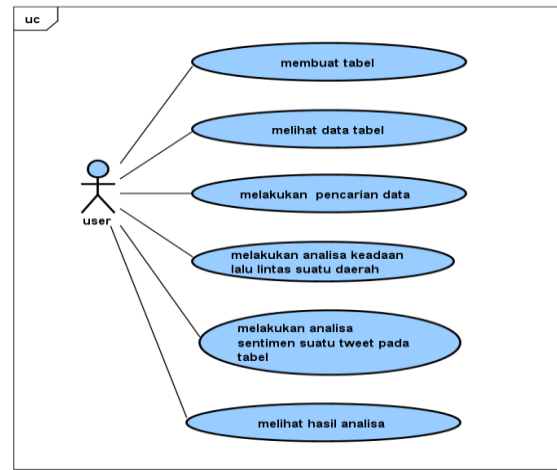 uc
membuat tabel
melihat data tabel
melakukan pencarian data
user
melakukan analisa keadaan
lalu lintas suatu daerah
melakukan analisa
sentimen suatu tweet pada
tabel
melihat hasil analisa